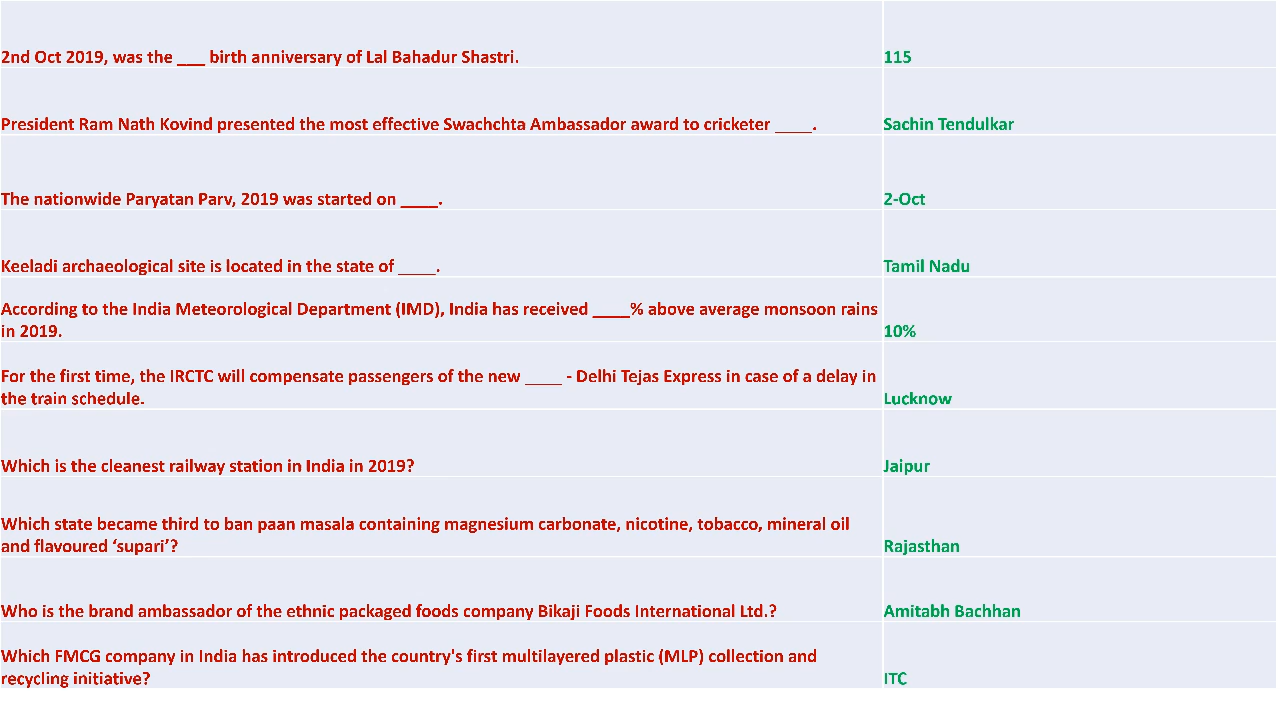 2nd Oct 2019, was the ___ birth anniversary of Lal Bahadur Shastri.
115
President Ram Nath Kovind presented the most effective Swachchta Ambassador award to cricketer ____.
Sachin Tendulkar
The nationwide Paryatan Parv, 2019 was started on ____.
2-Oct
Keeladi archaeological site is located in the state of ____.
Tamil Nadu
According to the India Meteorological Department (IMD), India has received ____% above average monsoon rains
in 2019.
10%
For the first time, the IRCTC will compensate passengers of the new ____ - Delhi Tejas Express in case of a delay in
the train schedule.
Lucknow
Which is the cleanest railway station in India in 2019?
Jaipur
Which state became third to ban paan masala containing magnesium carbonate, nicotine, tobacco, mineral oil
and flavoured ‘supari’?
Rajasthan
Who is the brand ambassador of the ethnic packaged foods company Bikaji Foods International Ltd.?
Amitabh Bachhan
Which FMCG company in India has introduced the country's first multilayered plastic (MLP) collection and
recycling initiative?
ITC